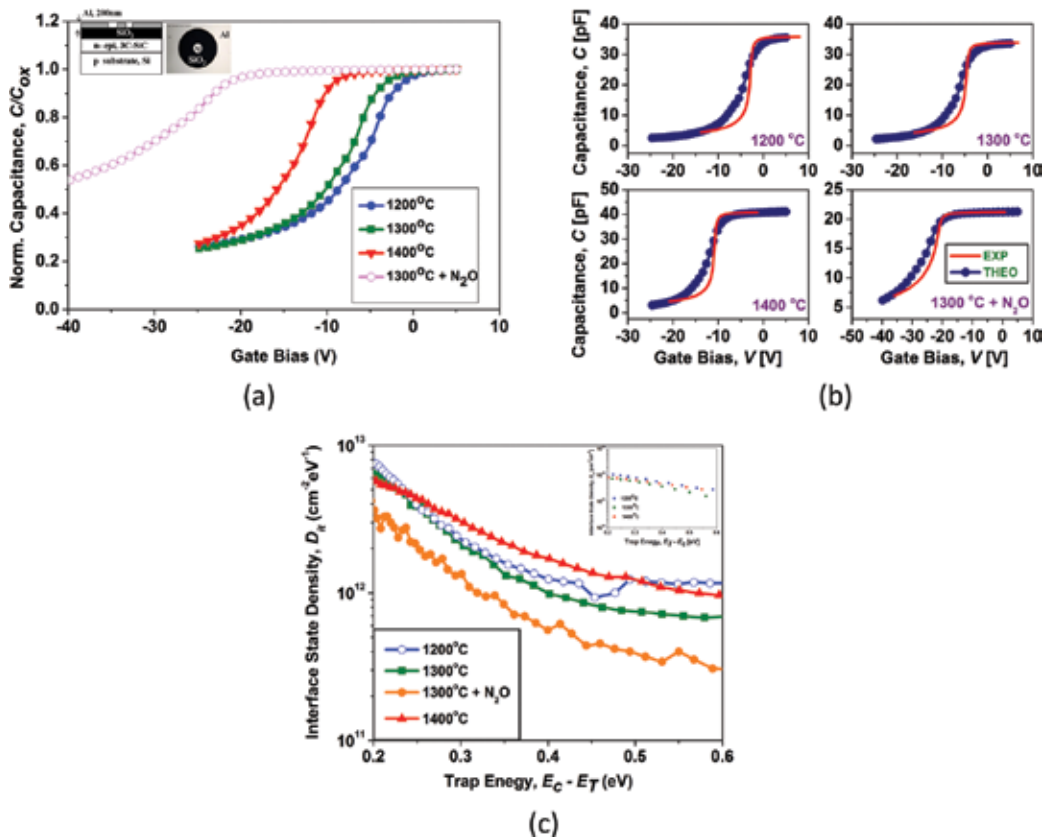 Al, 200nm
SiO₂
n- epi, 3C-SiC
p substrate, Si
Al
SiO₂
1.2
1.0
0.8
0.6
0.4
0.2
0.0
Norm. Capacitance, C/Cox
1200°C
1300°C
1400°C
1300°C + N₂O
-40
-30
-20
-10
0
Gate Bias (V)
(a)
Capacitance, C [pF]
40
30
20
10
0
1200 °C
-30
-20
-10
0
10
40
30
20
10
0
1300 °C
-30
-20
-10
0
10
Capacitance, C [pF]
50
40
30
20
10
0
1400 °C
-30
-20
-10
0
10
Gate Bias, V [V]
25
20
15
10
5
EXP
THEO
1300 °C + N₂O
-50
-40
-30
-20
-10
0
10
Gate Bias, V [V]
(b)
Interface State Density, Dit (cm⁻²eV⁻¹)
10¹³
10¹²
10¹¹
1200°C
1300°C
1300°C + N₂O
1400°C
0.2
0.3
0.4
0.5
0.6
Trap Enegy, EC - ET (eV)
(c)